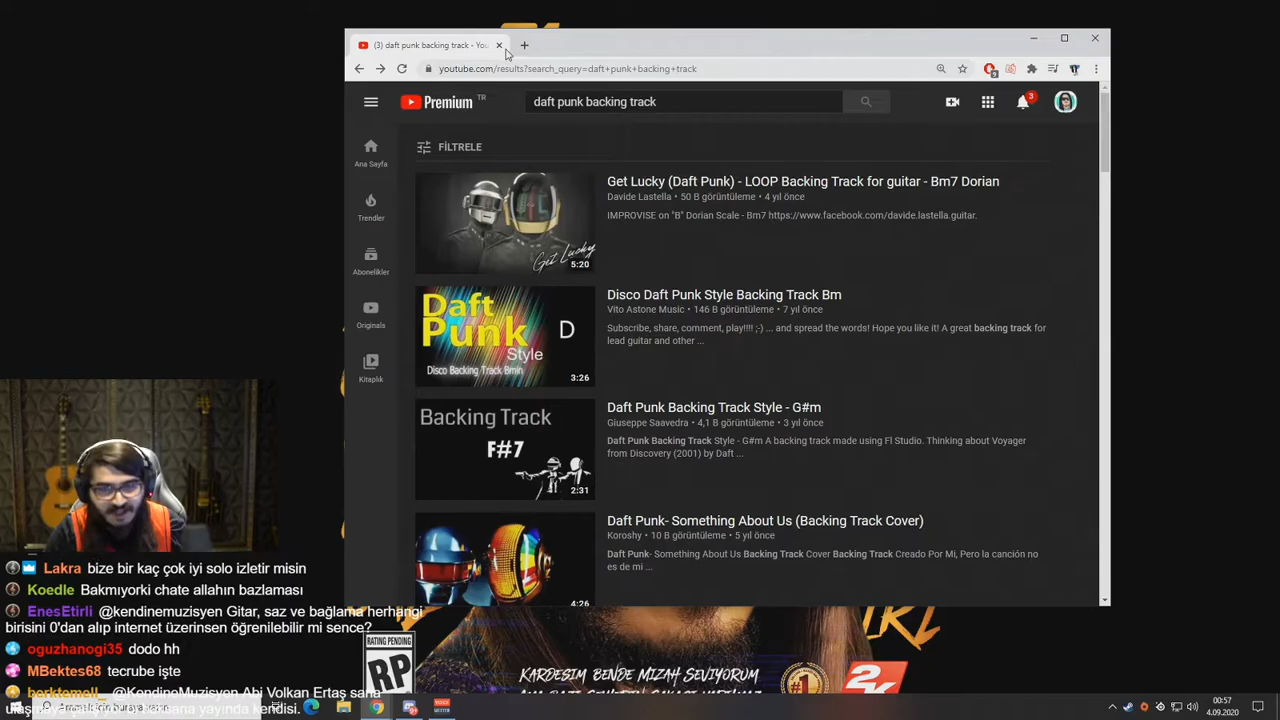 (3) daft punk backing track - You
youtube.com/results?search_query=daft+punk+backing+track
3
Premium TR
daft punk backing track
3
FİLTRELE
Ana Sayfa
Trendler
Abonelikler
Originals
Kitaplık
Get Lucky
5:20
Get Lucky (Daft Punk) - LOOP Backing Track for guitar - Bm7 Dorian
Davide Lastella • 50 B görüntüleme • 4 yıl önce
IMPROVISE on "B" Dorian Scale - Bm7 https://www.facebook.com/davide.lastella.guitar.
Daft
Punk
Style
D
Disco Backing Track Bmin
3:26
Disco Daft Punk Style Backing Track Bm
Vito Astone Music • 146 B görüntüleme • 7 yıl önce
Subscribe, share, comment, play!!!! ;-) ... and spread the words! Hope you like it! A great backing track for
lead guitar and other ...
Backing Track
F#7
2:31
Daft Punk Backing Track Style - G#m
Giuseppe Saavedra • 4,1 B görüntüleme • 3 yıl önce
Daft Punk Backing Track Style - G#m A backing track made using Fl Studio. Thinking about Voyager
from Discovery (2001) by Daft ...
4:26
Daft Punk- Something About Us (Backing Track Cover)
Koroshy • 10 B görüntüleme • 5 yıl önce
Daft Punk- Something About Us Backing Track Cover Backing Track Creado Por Mi, Pero la canción no
es de mi ...
Lakra bize bir kaç çok iyi solo izletir misin
Koedle Bakmıyorki chate allahın bazlaması
EnesEtirli @kendinemuzisyen Gitar, saz ve bağlama herhangi
birisini 0'dan alıp internet üzerinsen öğrenilebilir mi sence?
oguzhanogi35 dodo hh
MBektes68 tecrube işte
berktemell_ @KendineMuzisyen Abi Volkan Ertaş sana
RATING PENDING
RP
KARDEŞIM BENDE MIZAH SEVIYORUM
2K
00:57
4.09.2020